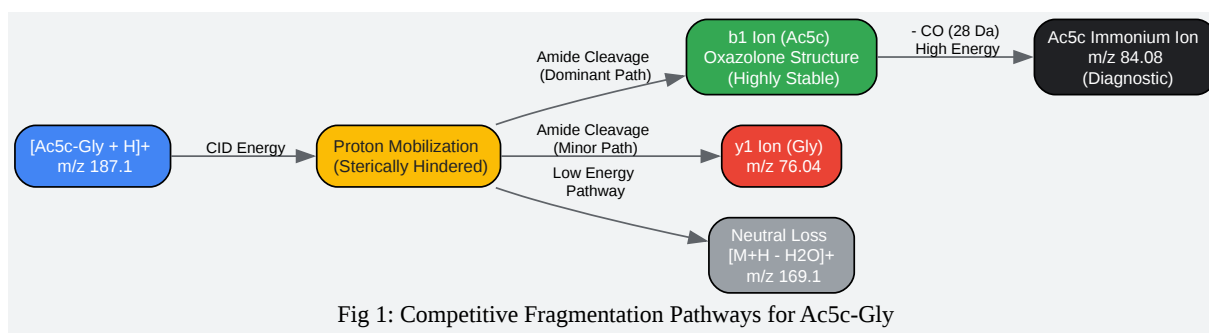 [Ac5c-Gly + H]+
m/z 187.1
CID Energy
Proton Mobilization
(Sterically Hindered)
Amide Cleavage
(Dominant Path)
b1 Ion (Ac5c)
Oxazolone Structure
(Highly Stable)
- CO (28 Da)
High Energy
Ac5c Immonium Ion
m/z 84.08
(Diagnostic)
Amide Cleavage
(Minor Path)
y1 Ion (Gly)
m/z 76.04
Low Energy
Pathway
Neutral Loss
[M+H - H2O]+
m/z 169.1
Fig 1: Competitive Fragmentation Pathways for Ac5c-Gly